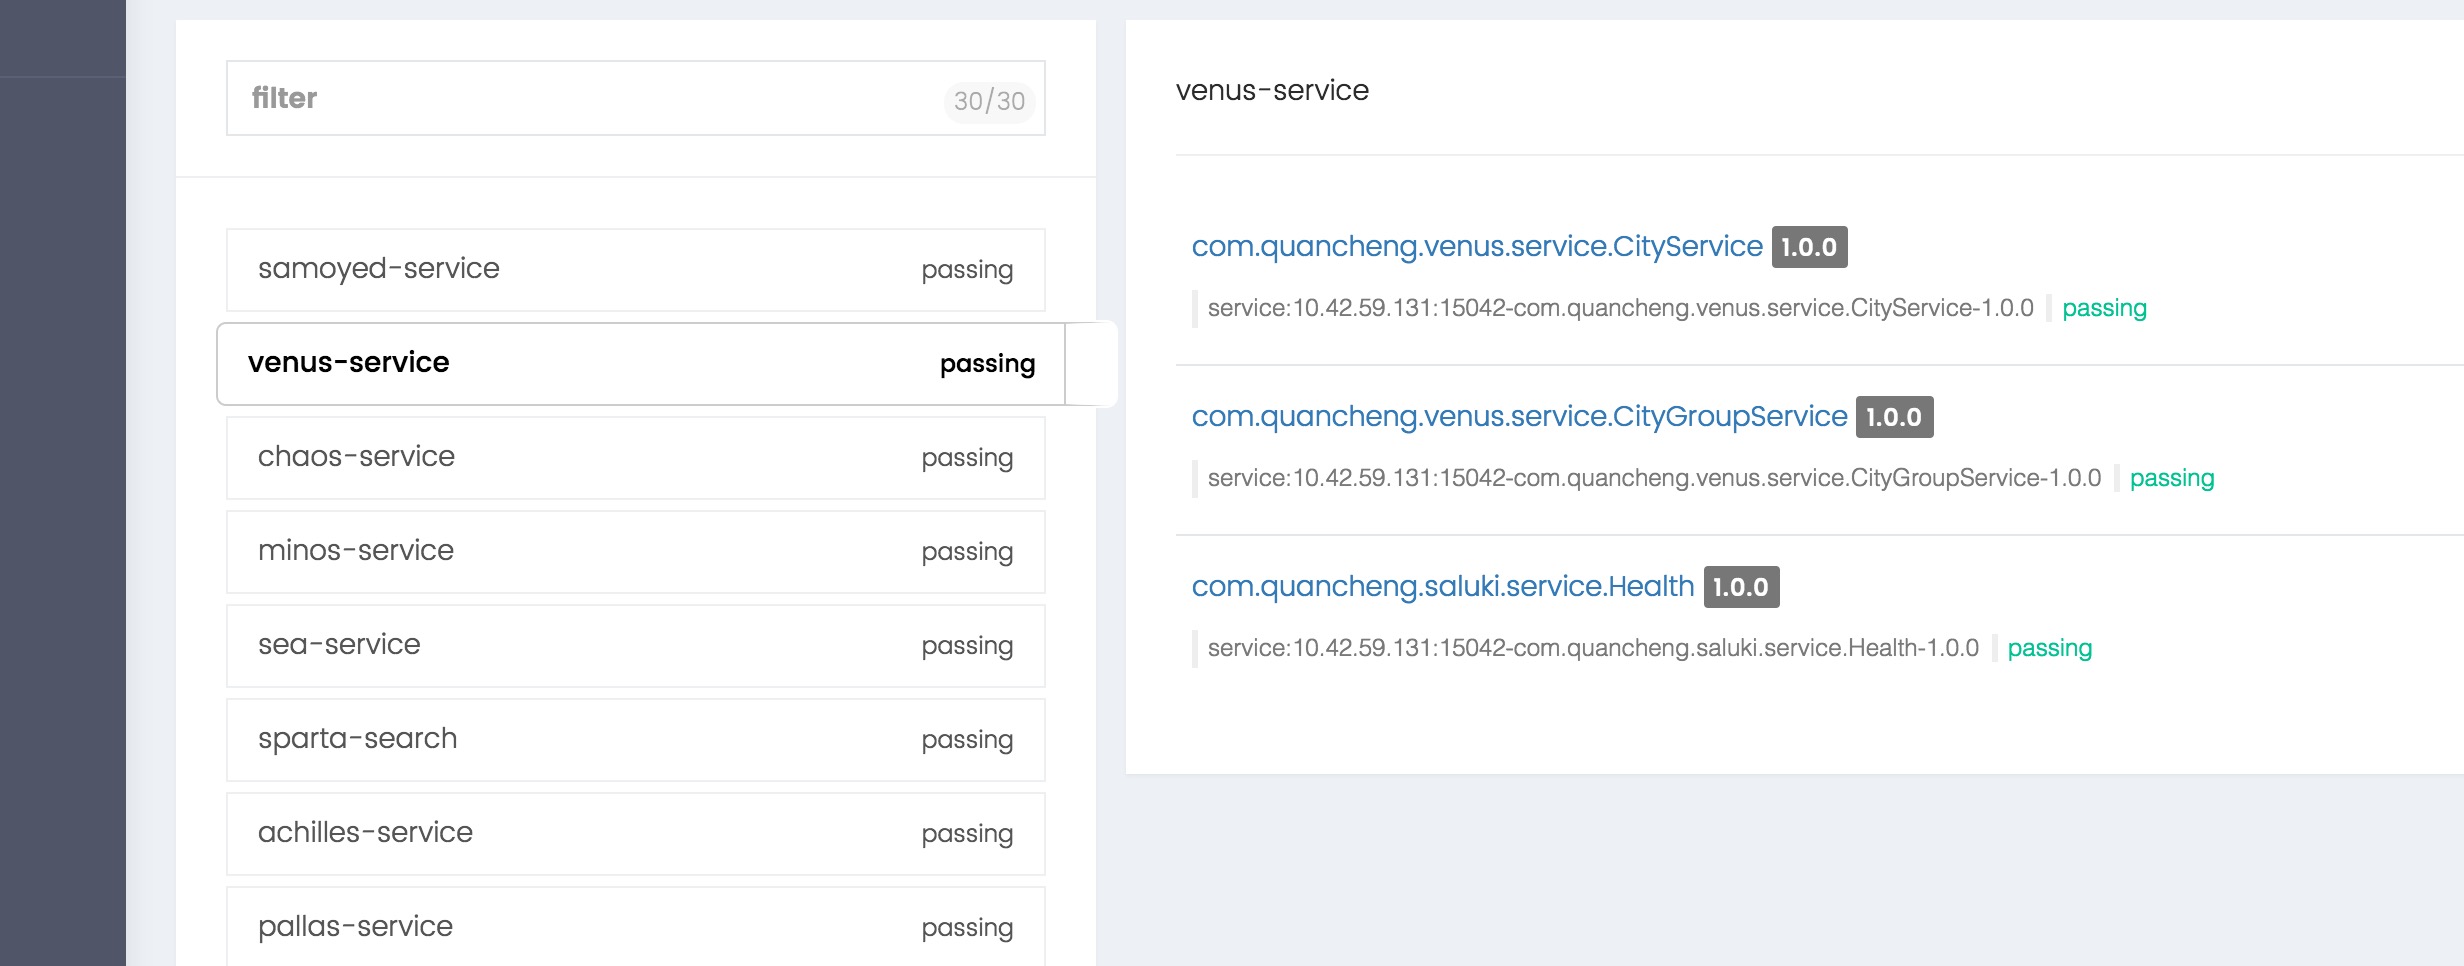 filter 30/30
samoyed-service passing
venus-service passing
chaos-service passing
minos-service passing
sea-service passing
sparta-search passing
achilles-service passing
pallas-service passing
venus-service
com.quancheng.venus.service.CityService 1.0.0
service:10.42.59.131:15042-com.quancheng.venus.service.CityService-1.0.0 passing
com.quancheng.venus.service.CityGroupService 1.0.0
service:10.42.59.131:15042-com.quancheng.venus.service.CityGroupService-1.0.0 passing
com.quancheng.saluki.service.Health 1.0.0
service:10.42.59.131:15042-com.quancheng.saluki.service.Health-1.0.0 passing